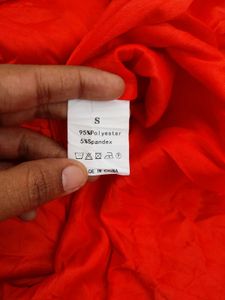 S
95%Polyester
5%Spandex
DE IN CHINA